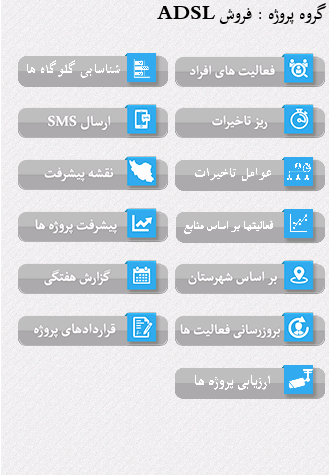 گروه پروژه : فروش ADSL
فعالیت های افراد
شناسایی گلوگاه ها
ریز تاخیرات
ارسال SMS
عوامل تاخیرات
نقشه پیشرفت
فعالیتها بر اساس منابع
پیشرفت پروژه ها
بر اساس شهرستان
گزارش هفتگی
بروزرسانی فعالیت ها
قراردادهای پروژه
ارزیابی پروژه ها